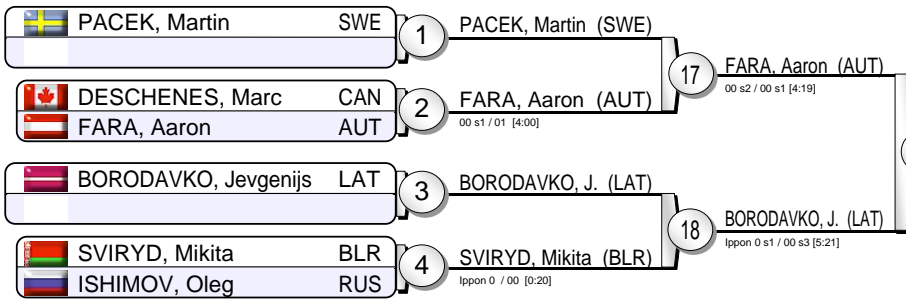 PACEK, Martin SWE
1
PACEK, Martin (SWE)
DESCHENES, Marc CAN
FARA, Aaron AUT
2
FARA, Aaron (AUT)
00 s1 / 01 [4:00]
17
FARA, Aaron (AUT)
00 s2 / 00 s1 [4:19]
BORODAVKO, Jevgenijs LAT
3
BORODAVKO, J. (LAT)
SVIRYD, Mikita BLR
ISHIMOV, Oleg RUS
4
SVIRYD, Mikita (BLR)
Ippon 0 / 00 [0:20]
18
BORODAVKO, J. (LAT)
Ippon 0 s1 / 00 s3 [5:21]